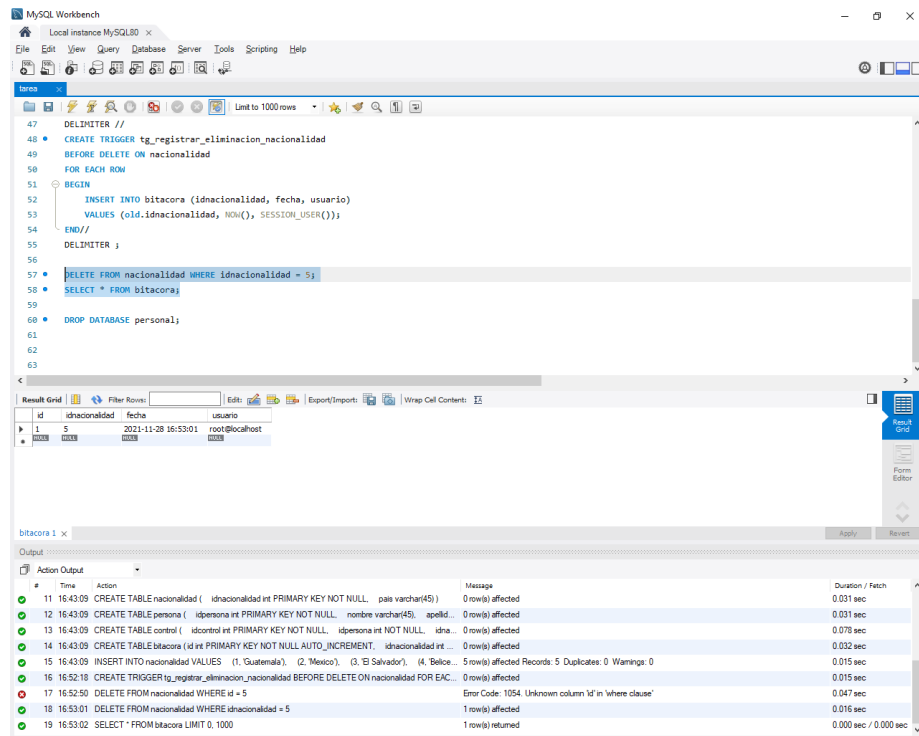 MySQL Workbench
Local instance MySQL80 ×
File Edit View Query Database Server Tools Scripting Help
tarea ×
Limit to 1000 rows
47 DELIMITER //
48 CREATE TRIGGER tg_registrar_eliminacion_nacionalidad
49 BEFORE DELETE ON nacionalidad
50 FOR EACH ROW
51 BEGIN
52 INSERT INTO bitacora (idnacionalidad, fecha, usuario)
53 VALUES (old.idnacionalidad, NOW(), SESSION_USER());
54 END//
55 DELIMITER ;
56
57 DELETE FROM nacionalidad WHERE idnacionalidad = 5;
58 SELECT * FROM bitacora;
59
60 DROP DATABASE personal;
61
62
63
Result Grid Filter Rows: Edit: Export/Import: Wrap Cell Content:
id idnacionalidad fecha usuario
1 5 2021-11-28 16:53:01 root@localhost
NULL NULL NULL NULL
Result Grid
Form Editor
bitacora 1 × Apply Revert
Output
Action Output
# Time Action Message Duration / Fetch
11 16:43:09 CREATE TABLE nacionalidad ( idnacionalidad int PRIMARY KEY NOT NULL, pais varchar(45) ) 0 row(s) affected 0.031 sec
12 16:43:09 CREATE TABLE persona ( idpersona int PRIMARY KEY NOT NULL, nombre varchar(45), apellid... 0 row(s) affected 0.031 sec
13 16:43:09 CREATE TABLE control ( idcontrol int PRIMARY KEY NOT NULL, idpersona int NOT NULL, idna... 0 row(s) affected 0.078 sec
14 16:43:09 CREATE TABLE bitacora ( id int PRIMARY KEY NOT NULL AUTO_INCREMENT, idnacionalidad int ... 0 row(s) affected 0.032 sec
15 16:43:09 INSERT INTO nacionalidad VALUES (1, 'Guatemala'), (2, 'Mexico'), (3, 'El Salvador'), (4, 'Belice... 5 row(s) affected Records: 5 Duplicates: 0 Warnings: 0 0.015 sec
16 16:52:18 CREATE TRIGGER tg_registrar_eliminacion_nacionalidad BEFORE DELETE ON nacionalidad FOR EAC... 0 row(s) affected 0.015 sec
17 16:52:50 DELETE FROM nacionalidad WHERE id = 5 Error Code: 1054. Unknown column 'id' in 'where clause' 0.047 sec
18 16:53:01 DELETE FROM nacionalidad WHERE idnacionalidad = 5 1 row(s) affected 0.016 sec
19 16:53:02 SELECT * FROM bitacora LIMIT 0, 1000 1 row(s) returned 0.000 sec / 0.000 sec